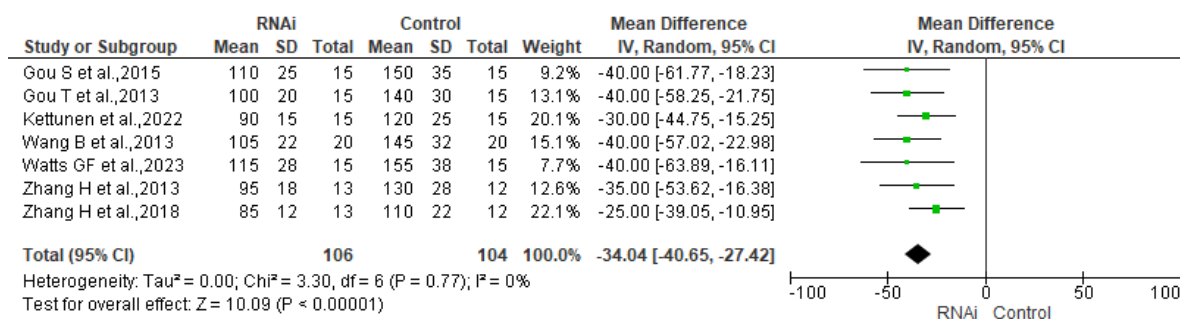 RNAi Control Mean Difference Mean Difference
Study or Subgroup Mean SD Total Mean SD Total Weight IV, Random, 95% CI IV, Random, 95% CI
Gou S et al.,2015 110 25 15 150 35 15 9.2% -40.00 [-61.77, -18.23]
Gou T et al.,2013 100 20 15 140 30 15 13.1% -40.00 [-58.25, -21.75]
Kettunen et al.,2022 90 15 15 120 25 15 20.1% -30.00 [-44.75, -15.25]
Wang B et al.,2013 105 22 20 145 32 20 15.1% -40.00 [-57.02, -22.98]
Watts GF et al.,2023 115 28 15 155 38 15 7.7% -40.00 [-63.89, -16.11]
Zhang H et al.,2013 95 18 13 130 28 12 12.6% -35.00 [-53.62, -16.38]
Zhang H et al.,2018 85 12 13 110 22 12 22.1% -25.00 [-39.05, -10.95]
Total (95% CI) 106 104 100.0% -34.04 [-40.65, -27.42]
Heterogeneity: Tau² = 0.00; Chi² = 3.30, df = 6 (P = 0.77); I² = 0%
Test for overall effect: Z = 10.09 (P < 0.00001)
-100 -50 0 50 100
RNAi Control